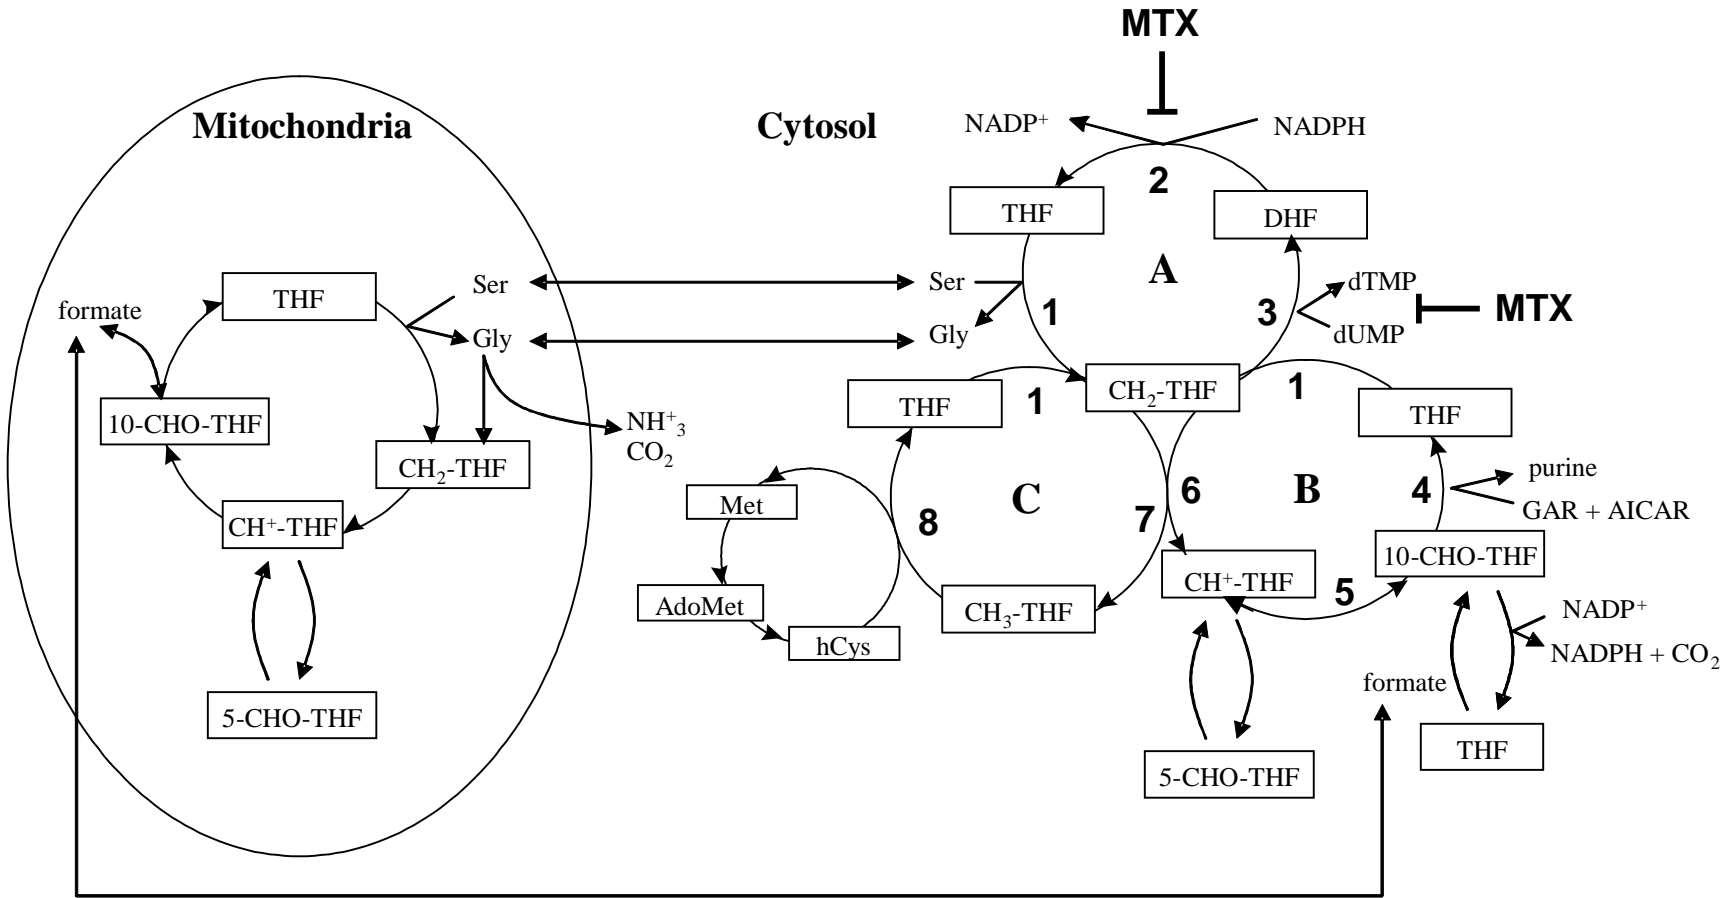 MTX
Mitochondria
Cytosol
NADP⁺
NADPH
2
THF
DHF
A
Ser
Ser
dTMP
formate
THF
1
3
MTX
Gly
Gly
dUMP
10-CHO-THF
THF
1
CH₂-THF
1
THF
NH⁺₃
CO₂
CH₂-THF
Met
C
6
B
4
purine
GAR + AICAR
CH⁺-THF
8
7
10-CHO-THF
AdoMet
CH₃-THF
CH⁺-THF
5
NADP⁺
hCys
NADPH + CO₂
5-CHO-THF
formate
THF
5-CHO-THF